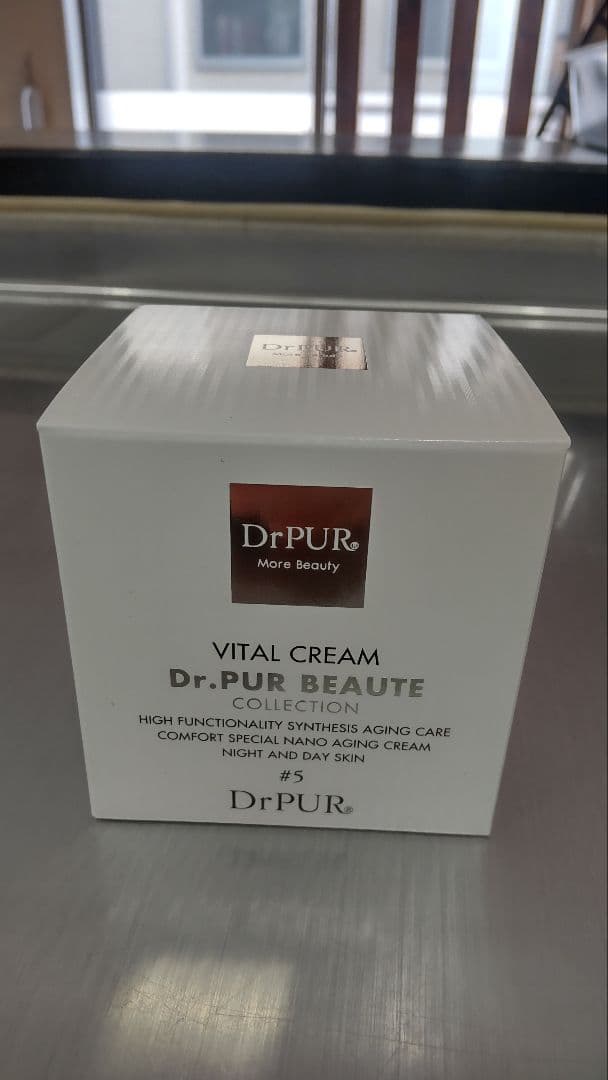 DrPUR®
DrPUR®
More Beauty
VITAL CREAM
Dr.PUR BEAUTE
COLLECTION
HIGH FUNCTIONALITY SYNTHESIS AGING CARE
COMFORT SPECIAL NANO AGING CREAM
NIGHT AND DAY SKIN
#5
DrPUR®